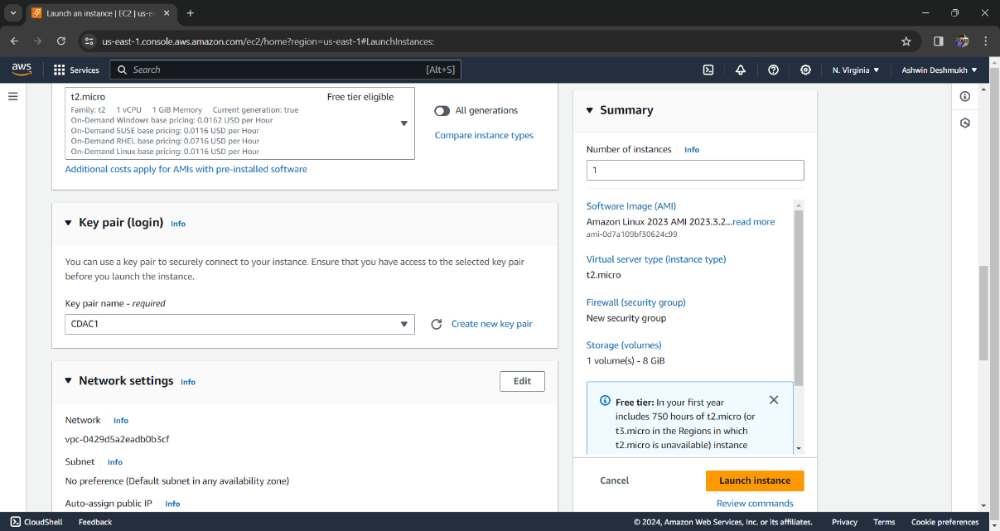 Launch an instance | EC2 | us-ea
us-east-1.console.aws.amazon.com/ec2/home?region=us-east-1#LaunchInstances:
aws
Services
Search
[Alt+S]
N. Virginia
Ashwin Deshmukh
t2.micro
Free tier eligible
Family: t2 1 vCPU 1 GiB Memory Current generation: true
On-Demand Windows base pricing: 0.0162 USD per Hour
On-Demand SUSE base pricing: 0.0116 USD per Hour
On-Demand RHEL base pricing: 0.0716 USD per Hour
On-Demand Linux base pricing: 0.0116 USD per Hour
All generations
Compare instance types
Additional costs apply for AMIs with pre-installed software
Key pair (login) Info
You can use a key pair to securely connect to your instance. Ensure that you have access to the selected key pair
before you launch the instance.
Key pair name - required
CDAC1
Create new key pair
Network settings Info
Edit
Network Info
vpc-0429d5a2eadb0b3cf
Subnet Info
No preference (Default subnet in any availability zone)
Auto-assign public IP Info
Summary
Number of instances Info
1
Software Image (AMI)
Amazon Linux 2023 AMI 2023.3.2...read more
ami-0d7a109bf30624c99
Virtual server type (instance type)
t2.micro
Firewall (security group)
New security group
Storage (volumes)
1 volume(s) - 8 GiB
Free tier: In your first year
includes 750 hours of t2.micro (or
t3.micro in the Regions in which
t2.micro is unavailable) instance
Cancel
Launch instance
Review commands
CloudShell
Feedback
© 2024, Amazon Web Services, Inc. or its affiliates.
Privacy
Terms
Cookie preferences